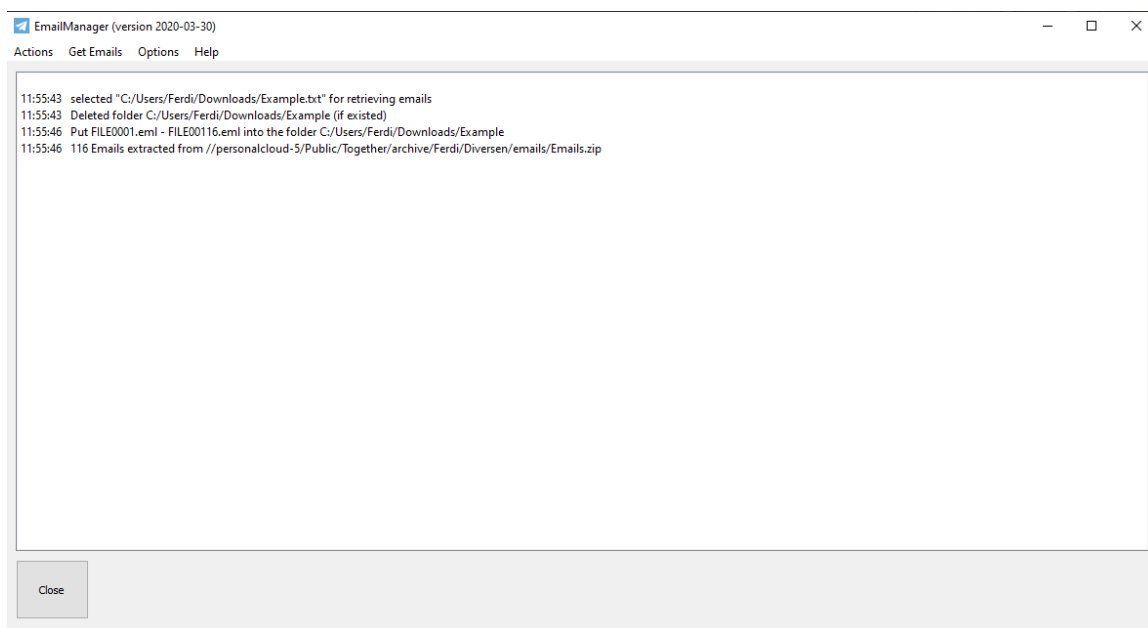 EmailManager (version 2020-03-30)
Actions Get Emails Options Help
11:55:43 selected "C:/Users/Ferdi/Downloads/Example.txt" for retrieving emails
11:55:43 Deleted folder C:/Users/Ferdi/Downloads/Example (if existed)
11:55:46 Put FILE0001.eml - FILE00116.eml into the folder C:/Users/Ferdi/Downloads/Example
11:55:46 116 Emails extracted from //personalcloud-5/Public/Together/archive/Ferdi/Diversen/emails/Emails.zip
Close